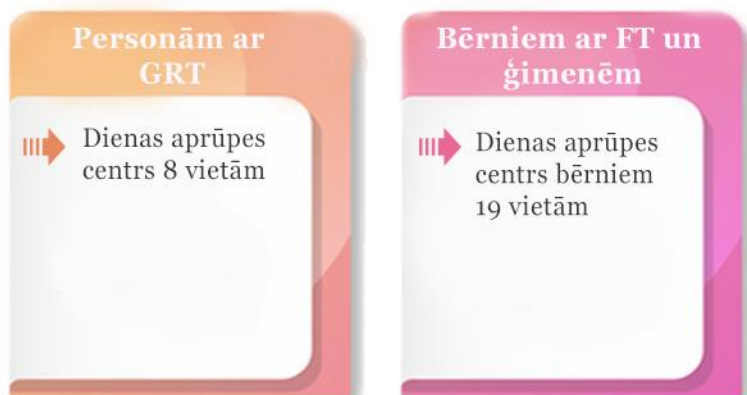 Personām ar
GRT
Dienas aprūpes
centrs 8 vietām
Bērniem ar FT un
ģimenēm
Dienas aprūpes
centrs bērniem
19 vietām